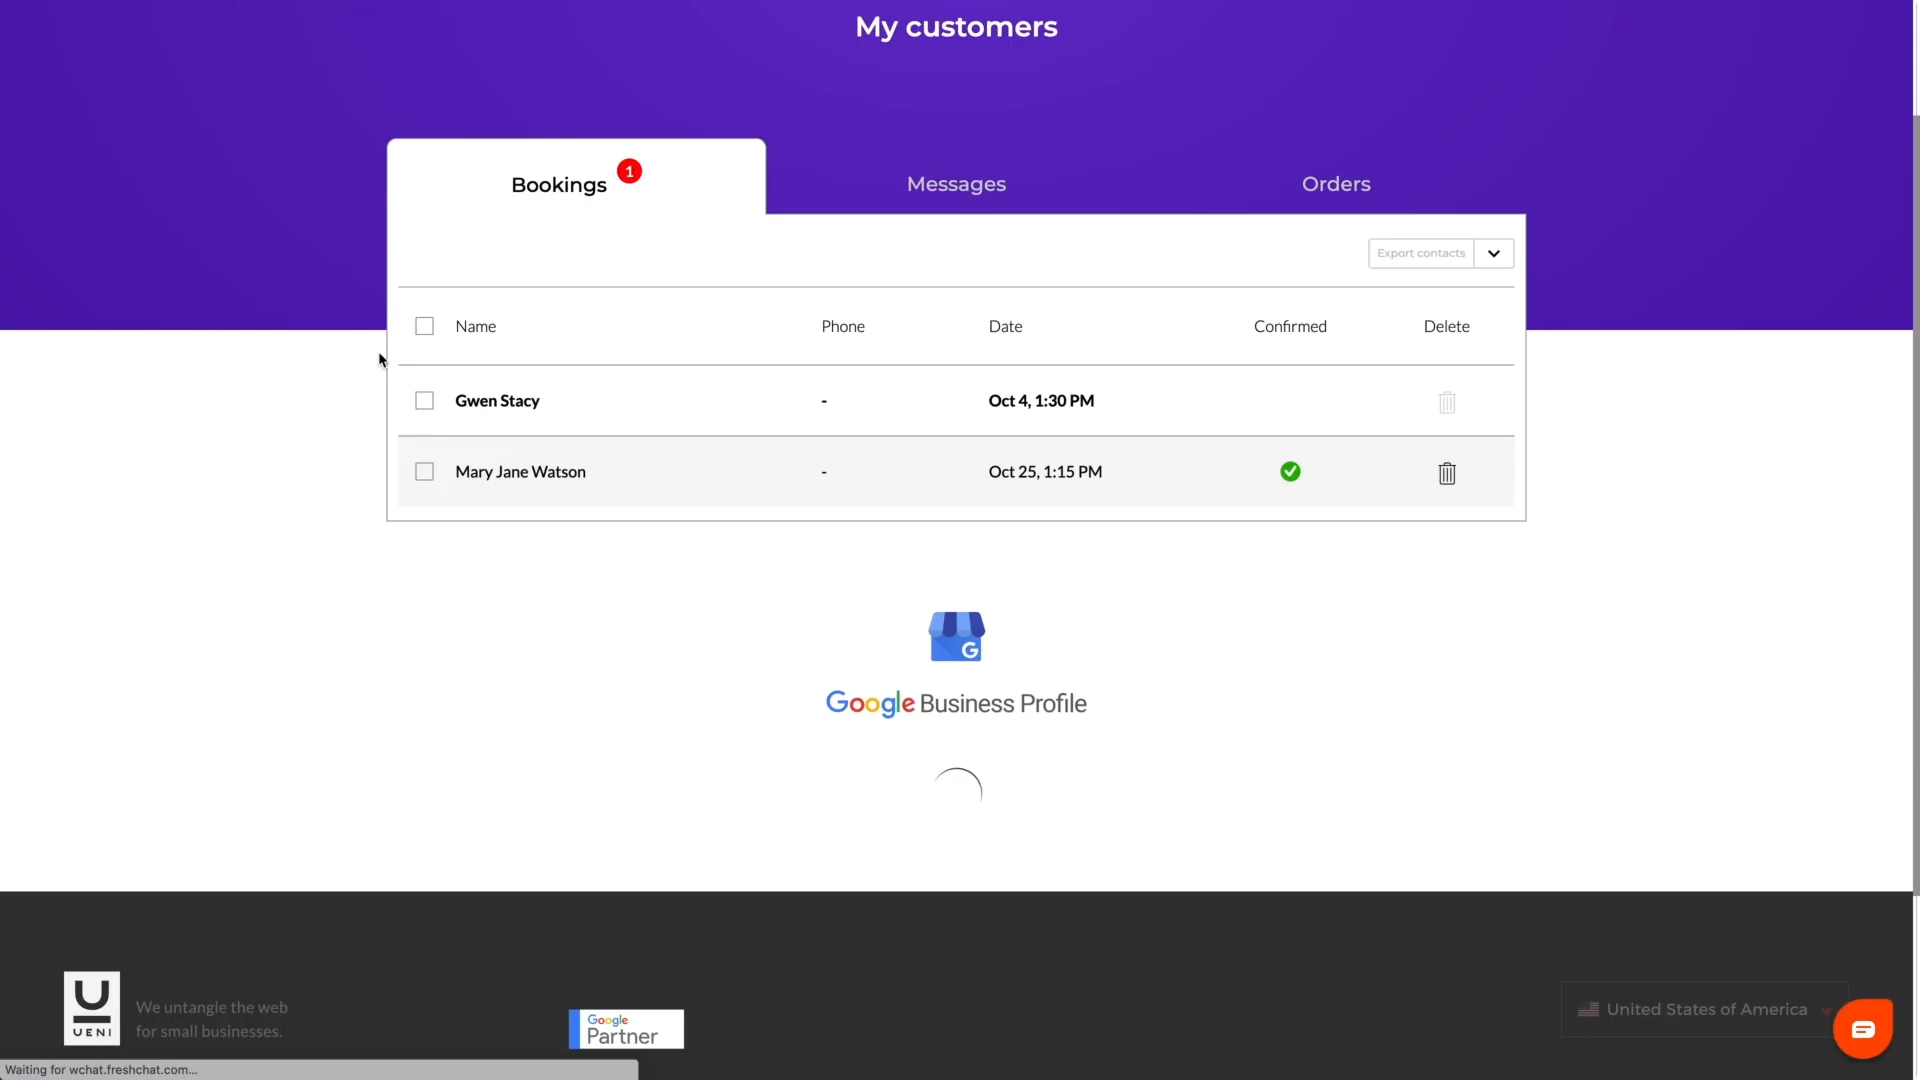 My customers
Bookings 1 Messages Orders
Export contacts
Name Phone Date Confirmed Delete
Gwen Stacy - Oct 4, 1:30 PM
Mary Jane Watson - Oct 25, 1:15 PM
G
Google Business Profile
U
UENI
We untangle the web
for small businesses.
Google
Partner
United States of America
Waiting for wchat.freshchat.com...